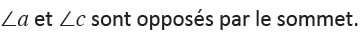 ∠a et ∠c sont opposés par le sommet.